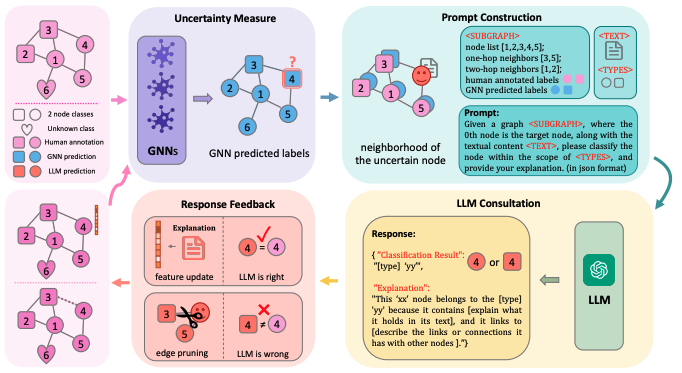 3
4
2
1
5
6
2 node classes
Unknown class
Human annotation
GNN prediction
LLM prediction
Uncertainty Measure
GNNs
?
3
4
2
1
5
GNN predicted labels
Prompt Construction
3
2
1
5
neighborhood
of the uncertain node
<SUBGRAPH>
node list [1,2,3,4,5];
one-hop neighbors [3,5];
two-hop neighbors [1,2];
human annotated labels
GNN predicted labels
<TEXT>
<TYPES>
Prompt:
Given a graph <SUBGRAPH>, where the
0th node is the target node, along with the
textual content <TEXT>, please classify the
node within the scope of <TYPES>, and
provide your explanation. (in json format)
3
4
2
1
5
6
3
4
2
1
5
6
Response Feedback
Explanation
feature update
4 = 4
LLM is right
3
5
edge pruning
4 ≠ 4
LLM is wrong
LLM Consultation
Response:
{ "Classification Result":
"[type] 'yy'",
4 or 4
"Explanation":
"This 'xx' node belongs to the [type]
'yy' because it contains [explain what
it holds in its text], and it links to
[describe the links or connections it
has with other nodes ]."}
LLM